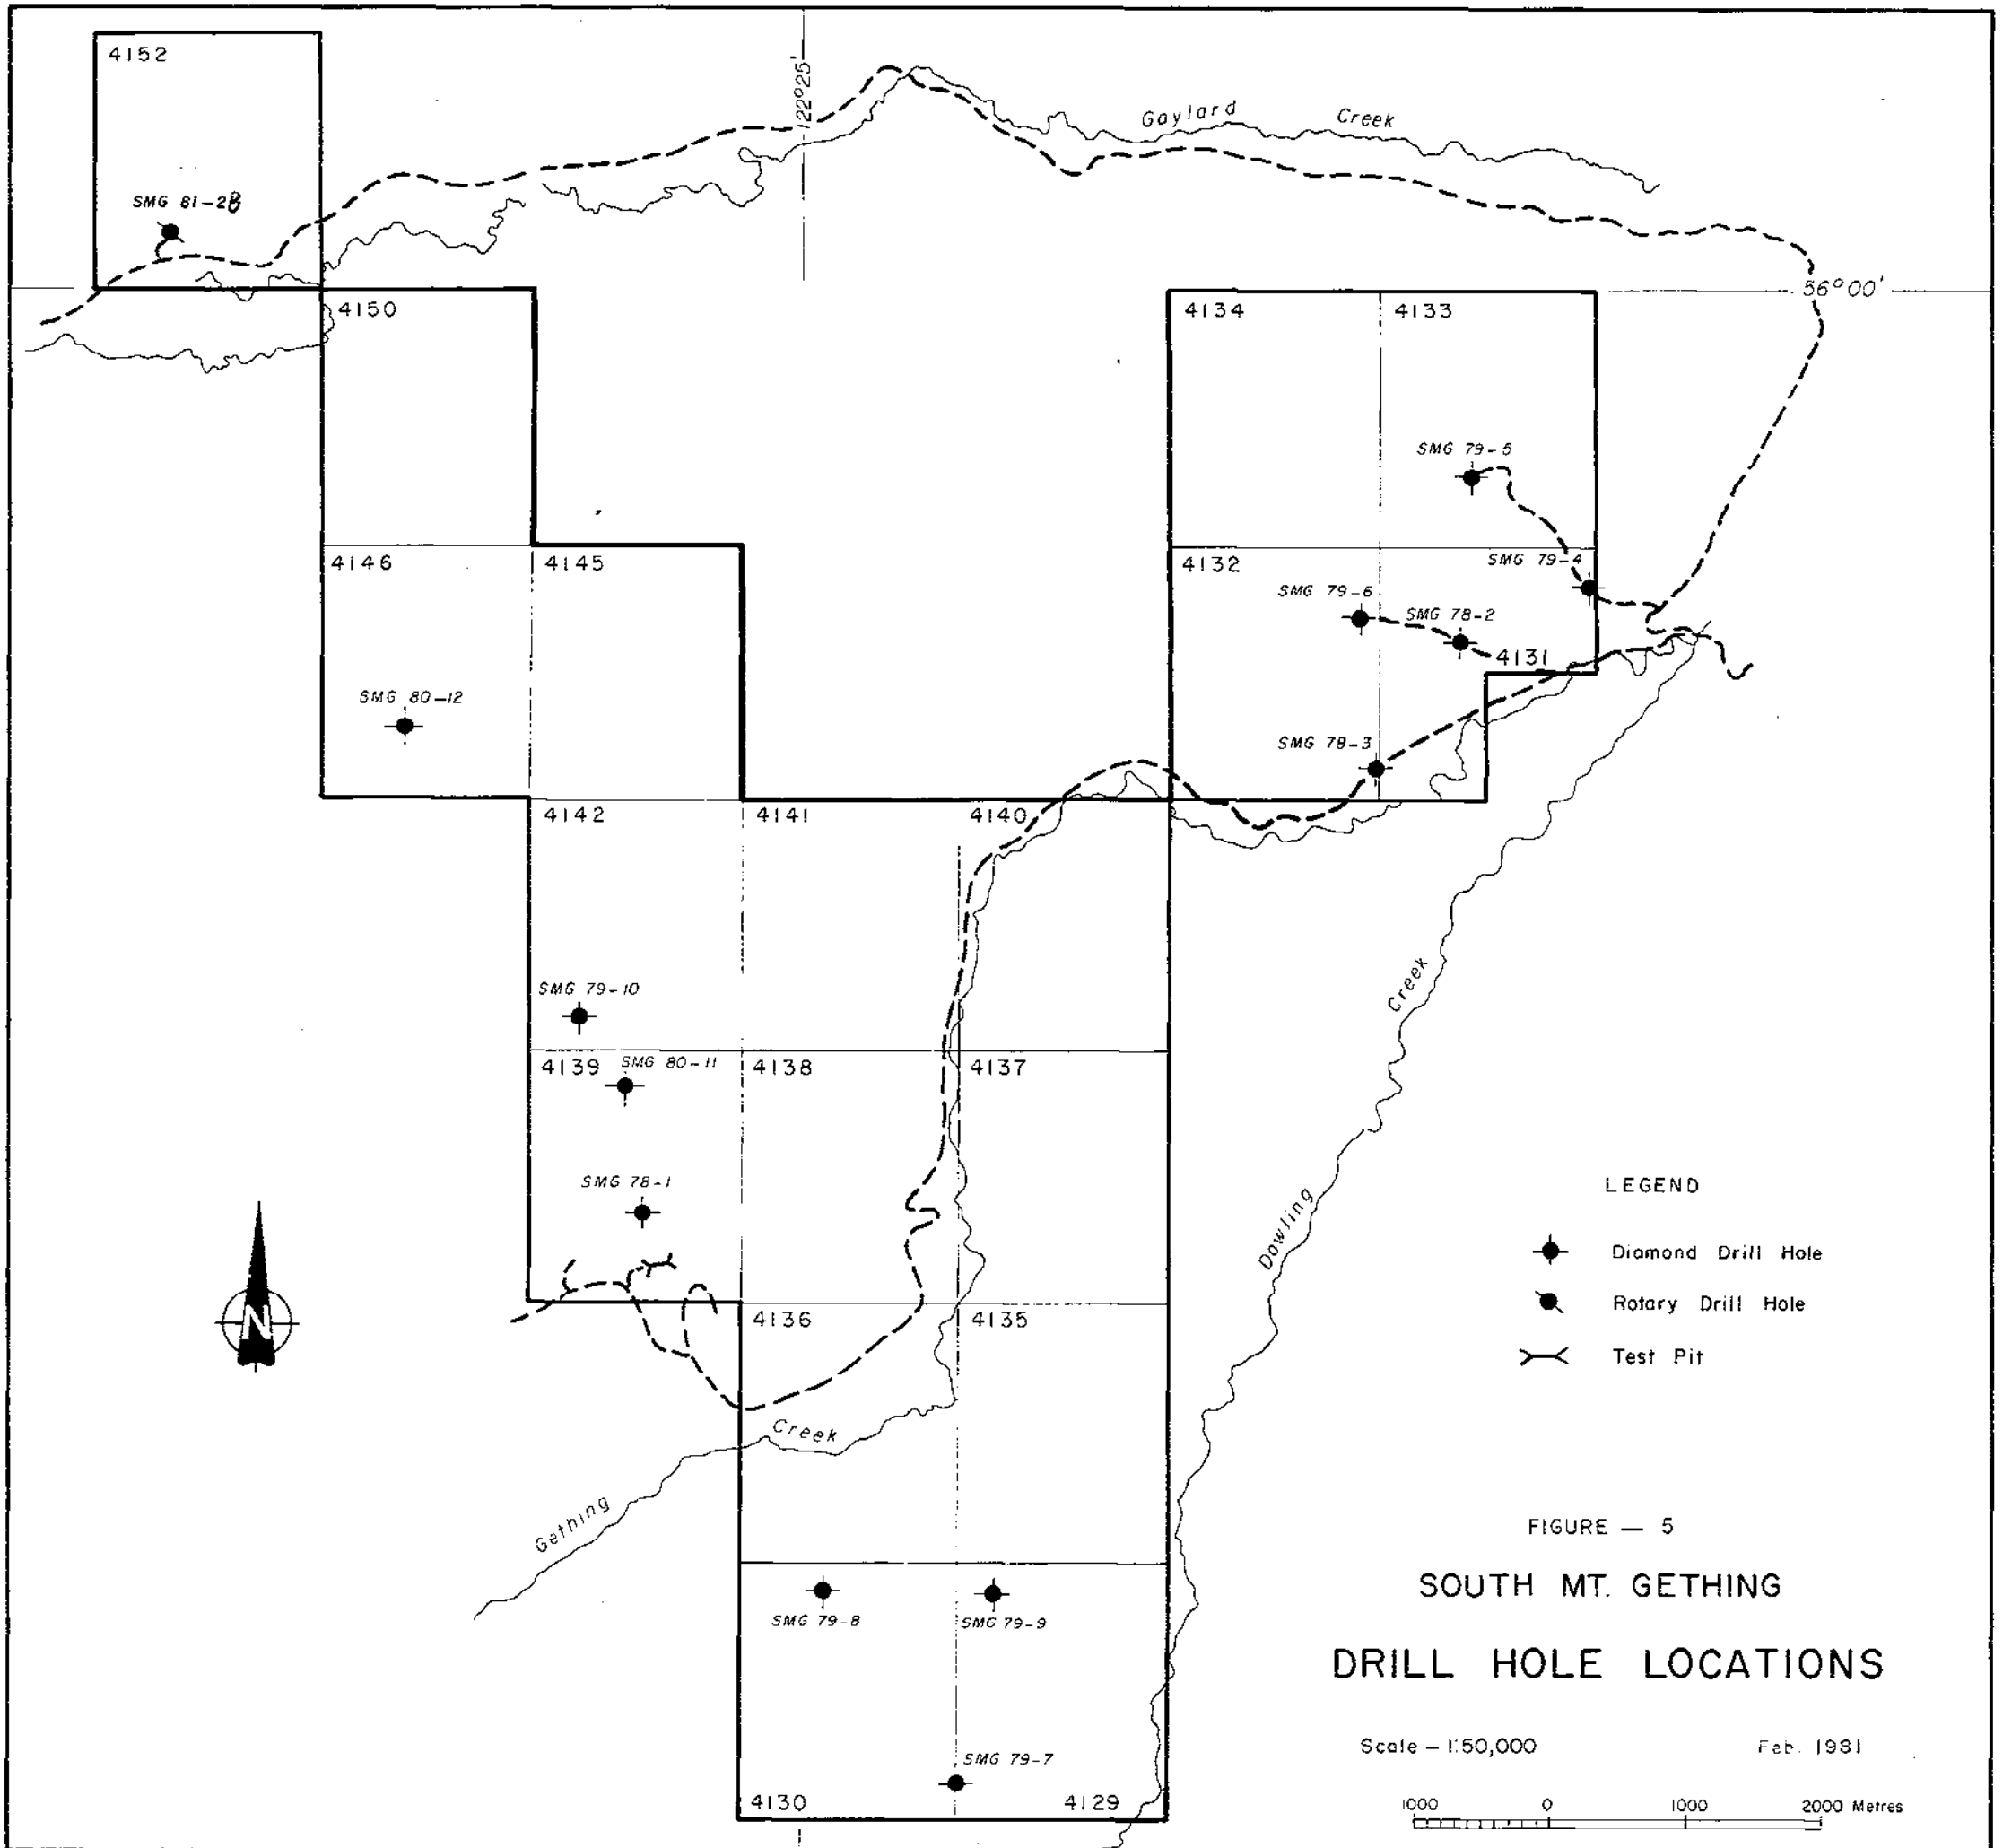 4152
122°25'
Gaylard Creek
SMG 81-28
56°00'
4150
4134
4133
SMG 79-5
4146
4145
4132
SMG 79-4
SMG 79-6
SMG 78-2
4131
SMG 80-12
SMG 78-3
4142
4141
4140
Creek
SMG 79-10
4139
SMG 80-11
4138
4137
SMG 78-1
Dowling
LEGEND
Diamond Drill Hole
Rotary Drill Hole
Test Pit
N
4136
4135
Creek
Gething
FIGURE — 5
SOUTH MT. GETHING
DRILL HOLE LOCATIONS
SMG 79-8
SMG 79-9
SMG 79-7
Scale — 1:50,000
Feb. 1981
4130
4129
1000 0 1000 2000 Metres